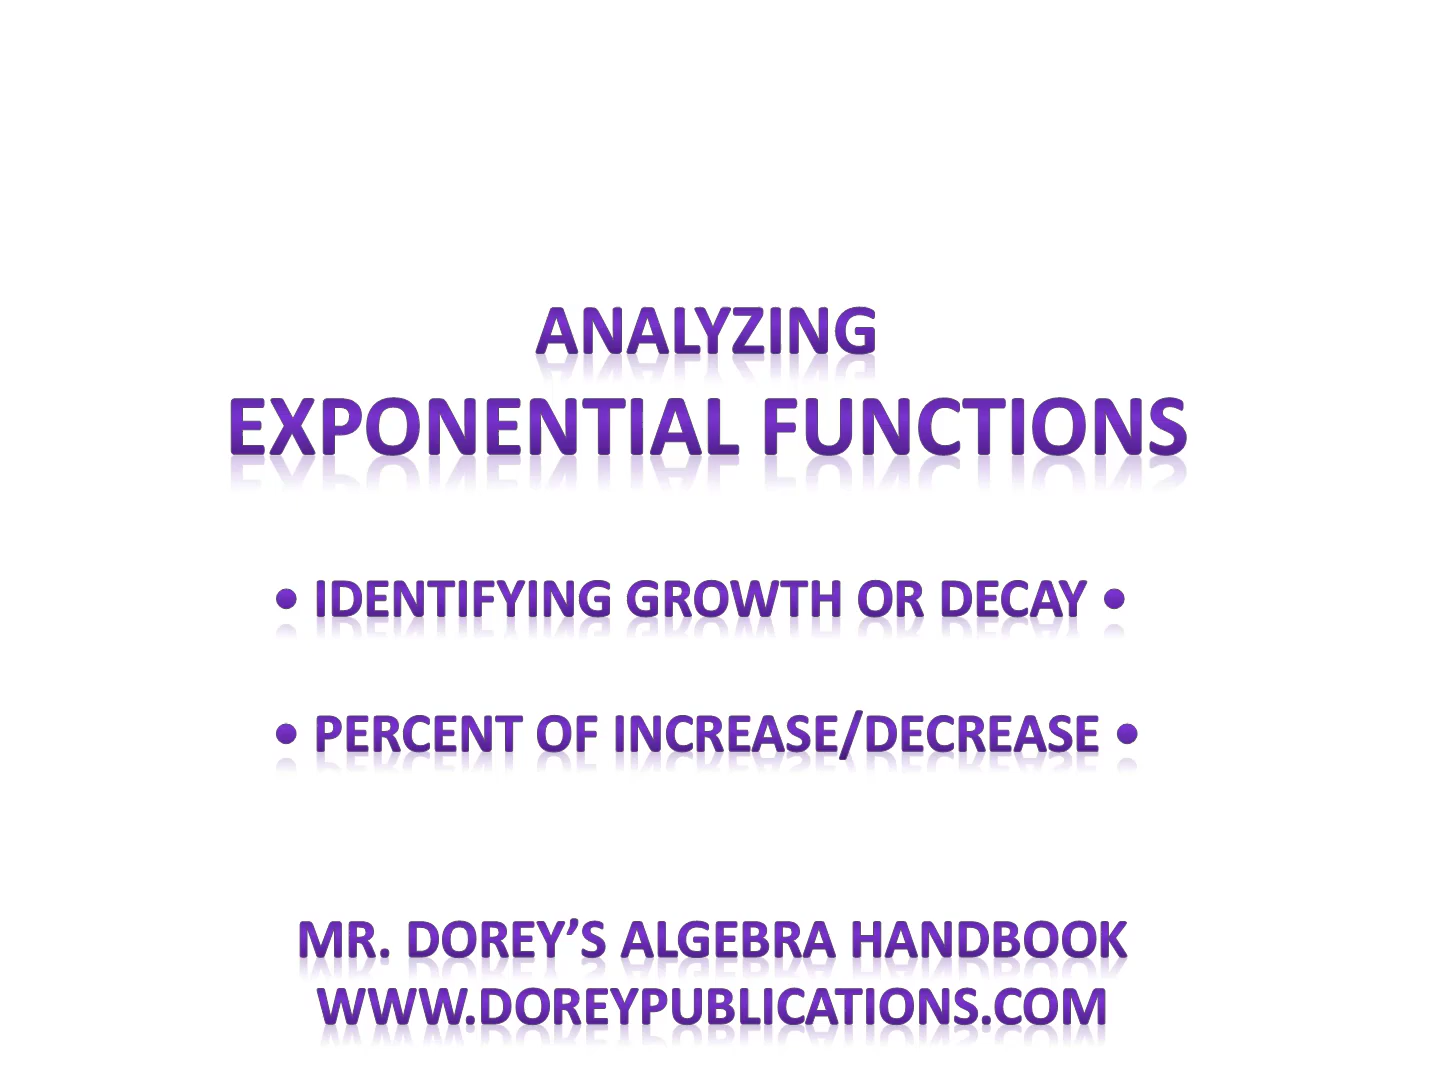 ANALYZING
EXPONENTIAL FUNCTIONS
• IDENTIFYING GROWTH OR DECAY •
• PERCENT OF INCREASE/DECREASE •
MR. DOREY’S ALGEBRA HANDBOOK
WWW.DOREYPUBLICATIONS.COM